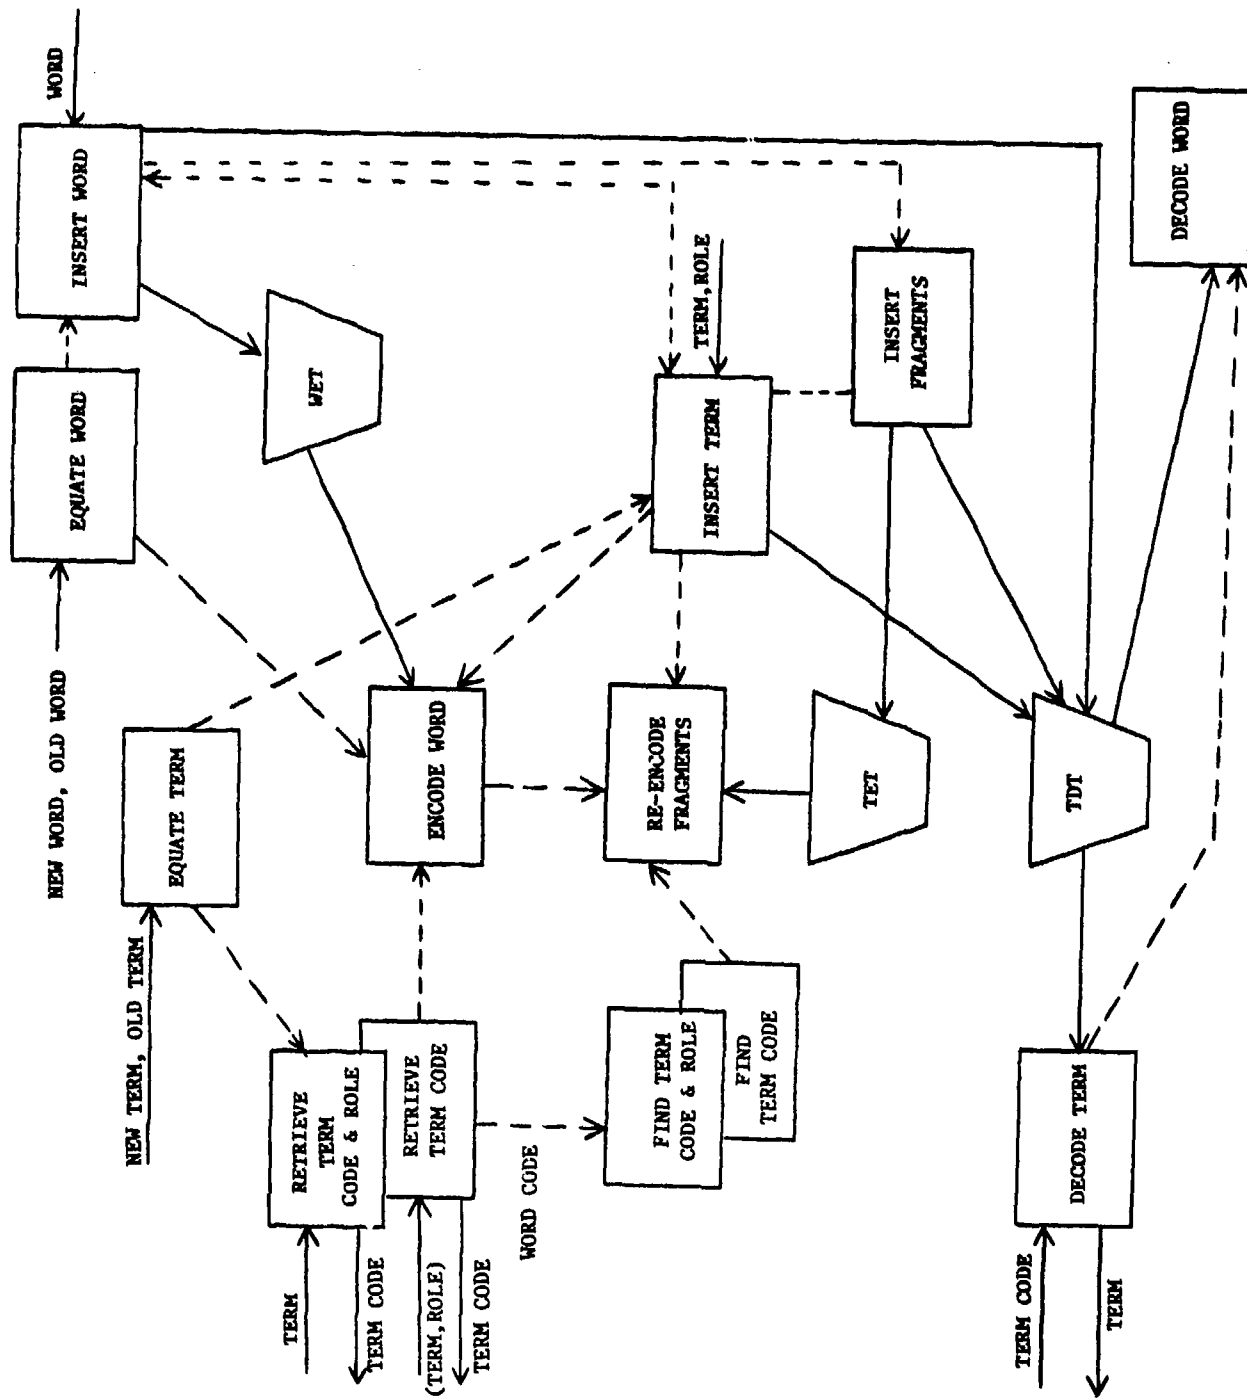 NEW TERM, OLD TERM
NEW WORD, OLD WORD
EQUATE WORD
INSERT WORD
WORD
EQUATE TERM
WET
TERM
RETRIEVE
TERM
CODE & ROLE
TERM CODE
(TERM,ROLE)
RETRIEVE
TERM CODE
TERM CODE
ENCODE WORD
WORD CODE
FIND TERM
CODE & ROLE
FIND
TERM CODE
RE-ENCODE
FRAGMENTS
INSERT TERM
TERM,ROLE
TET
INSERT
FRAGMENTS
TERM CODE
TERM
DECODE TERM
TDT
DECODE WORD